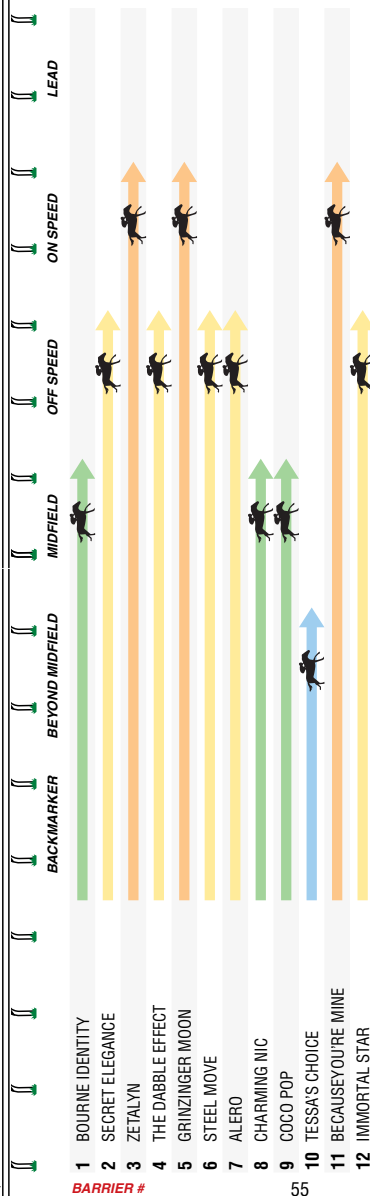 BACKMARKER BEYOND MIDFIELD MIDFIELD OFF SPEED ON SPEED LEAD
1 BOURNE IDENTITY
2 SECRET ELEGANCE
3 ZETALYN
4 THE DABBLE EFFECT
5 GRINZINGER MOON
6 STEEL MOVE
7 ALERO
8 CHARMING NIC
9 COCO POP
10 TESSA'S CHOICE
11 BECAUSEYOU'RE MINE
12 IMMORTAL STAR
BARRIER #
55